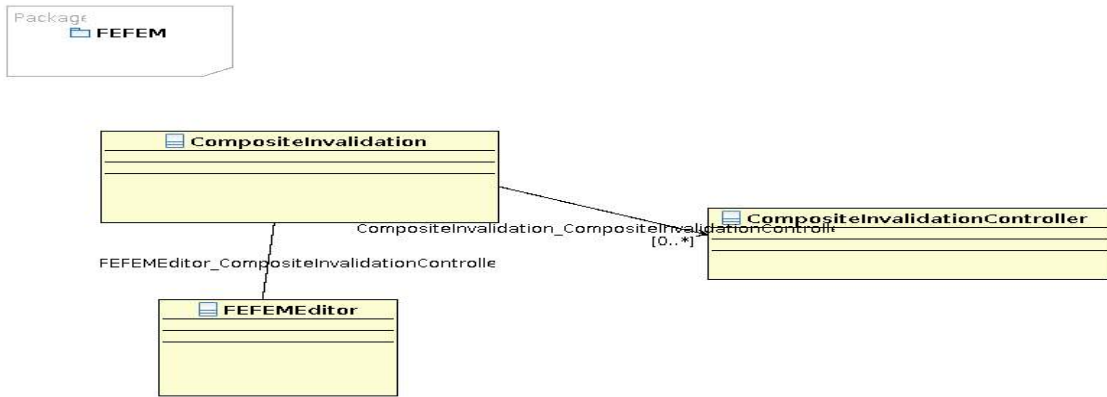 Package
FEFEM
CompositeInvalidation
CompositeInvalidationController
CompositeInvalidation_CompositeInvalidationControlle
[0..*]
FEFEMEditor_CompositeInvalidationControlle
FEFEMEditor